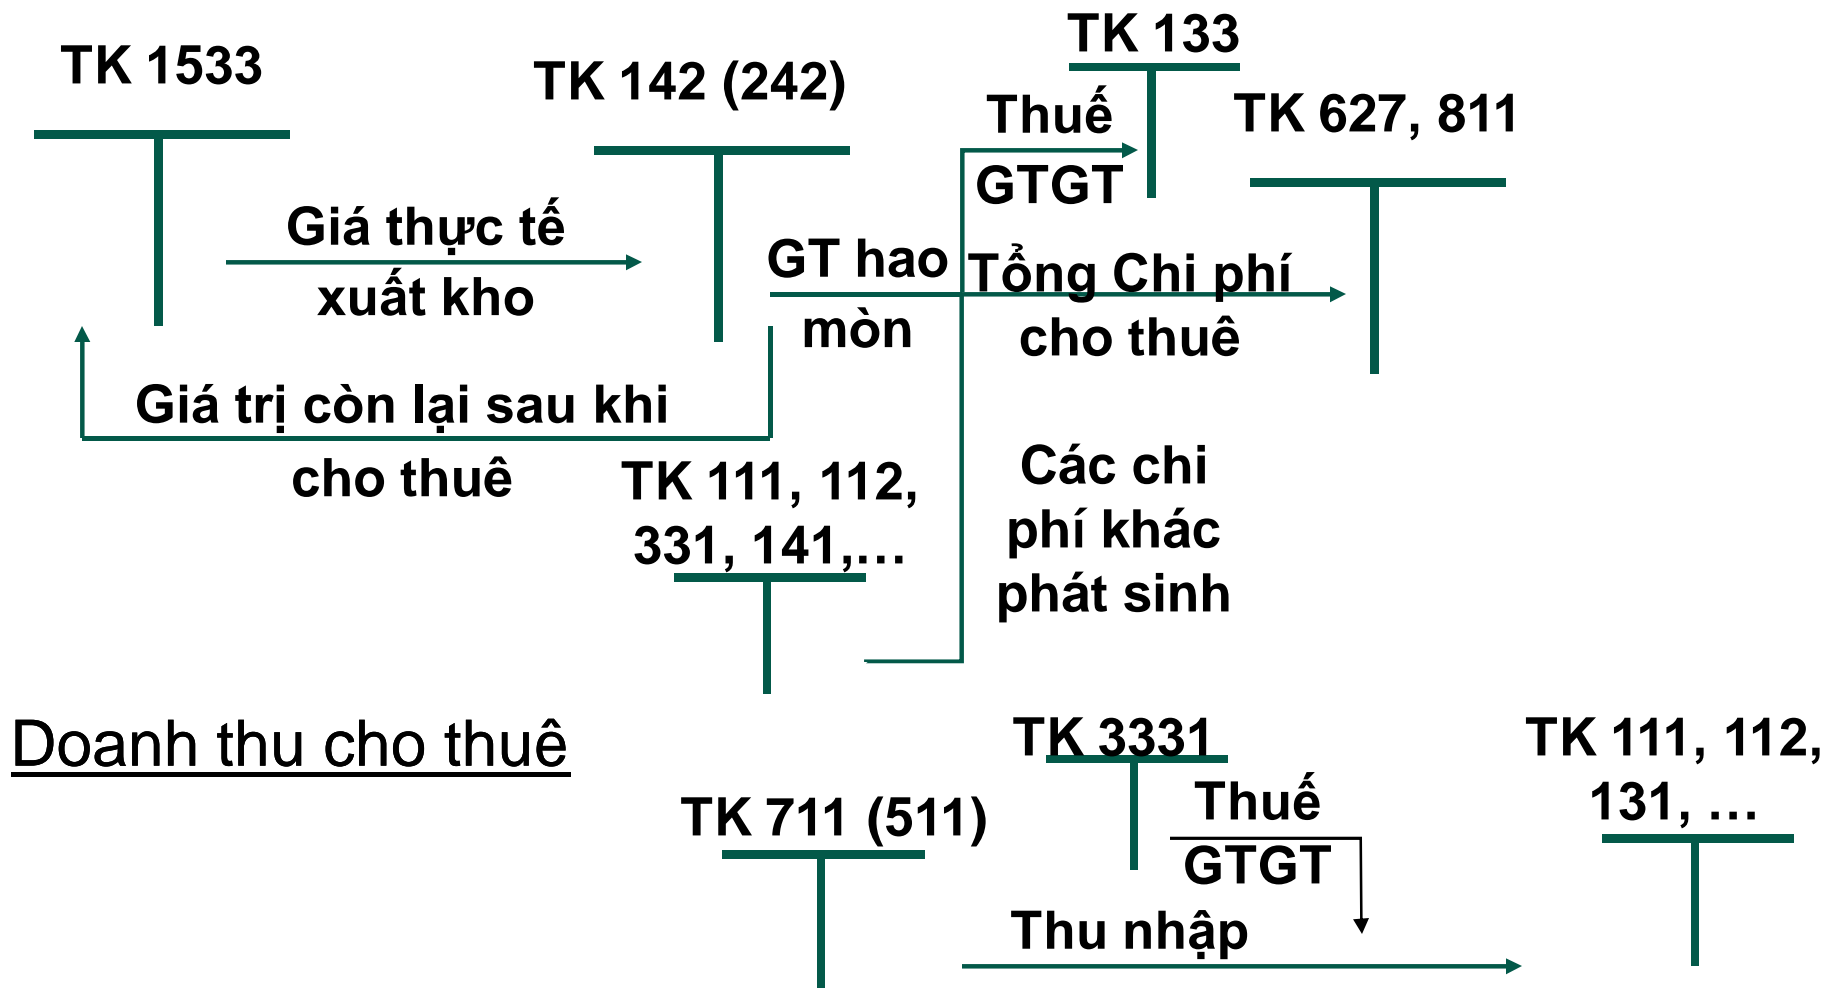 TK 133
TK 1533
TK 142 (242)
Thuế
GTGT
TK 627, 811
Giá thực tế
xuất kho
GT hao
mòn
Tổng Chi phí
cho thuê
Giá trị còn lại sau khi
cho thuê
TK 111, 112,
331, 141,…
Các chi
phí khác
phát sinh
Doanh thu cho thuê
TK 3331
TK 111, 112,
131, …
TK 711 (511)
Thuế
GTGT
Thu nhập